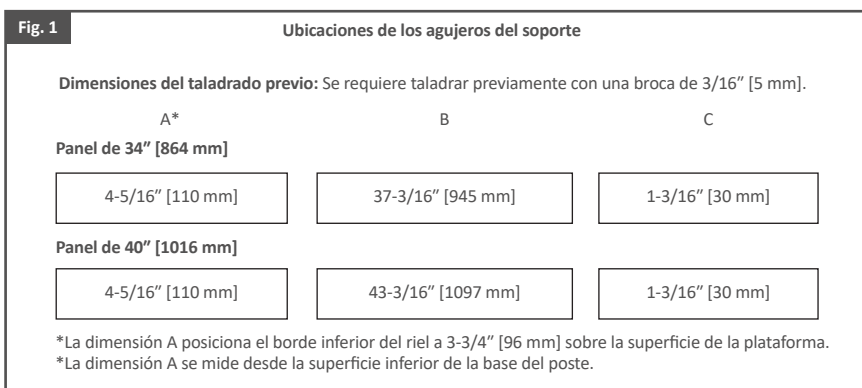 Fig. 1
Ubicaciones de los agujeros del soporte
Dimensiones del taladrado previo: Se requiere taladrar previamente con una broca de 3/16″ [5 mm].
A* B C
Panel de 34″ [864 mm]
4-5/16″ [110 mm] 37-3/16″ [945 mm] 1-3/16″ [30 mm]
Panel de 40″ [1016 mm]
4-5/16″ [110 mm] 43-3/16″ [1097 mm] 1-3/16″ [30 mm]
*La dimensión A posiciona el borde inferior del riel a 3-3/4″ [96 mm] sobre la superficie de la plataforma.
*La dimensión A se mide desde la superficie inferior de la base del poste.